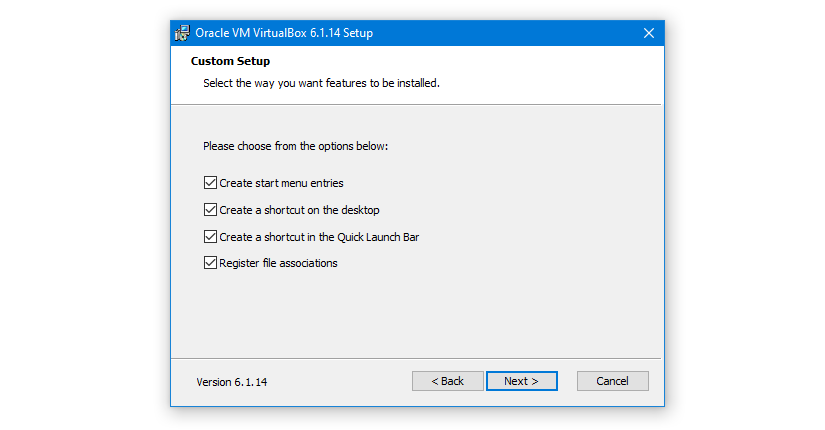 Oracle VM VirtualBox 6.1.14 Setup
Custom Setup
Select the way you want features to be installed.
Please choose from the options below:
Create start menu entries
Create a shortcut on the desktop
Create a shortcut in the Quick Launch Bar
Register file associations
Version 6.1.14
< Back
Next >
Cancel